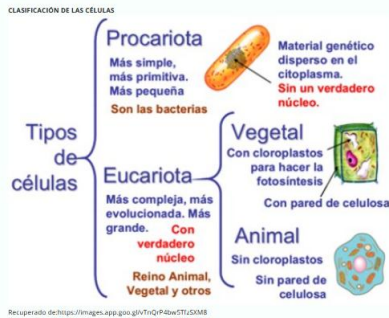 CLASIFICACIÓN DE LAS CÉLULAS
Tipos
de
células
Procariota
Más simple,
más primitiva.
Más pequeña
Son las bacterias
Material genético
disperso en el
citoplasma.
Sin un verdadero
núcleo.
Eucariota
Más compleja, más
evolucionada. Más
grande. Con
verdadero
núcleo
Reino Animal,
Vegetal y otros
Vegetal
Con cloroplastos
para hacer la
fotosíntesis
Con pared de celulosa
Animal
Sin cloroplastos
Sin pared de
celulosa
Recuperado de:https://images.app.goo.gl/vTnQrP4bw5TfzSXM8